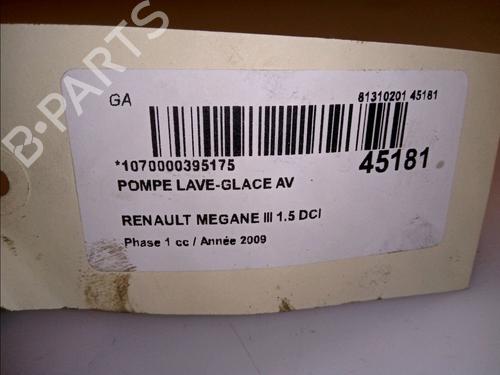 B-PARTS
GA
81310201 45181
*1070000395175
45181
POMPE LAVE-GLACE AV
RENAULT MEGANE III 1.5 DCI
Phase 1 cc / Année 2009